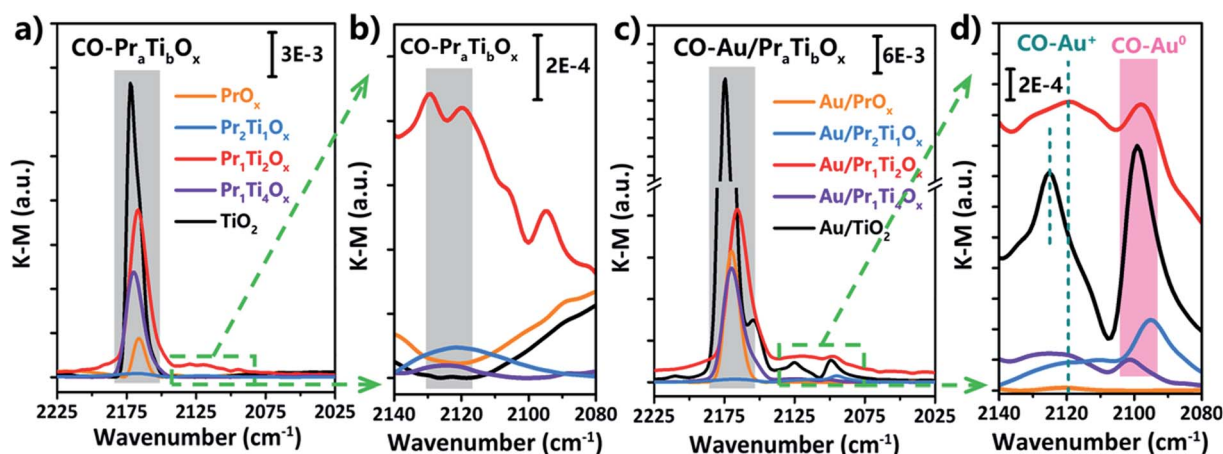 a)
CO-PrₐTi_bOₓ
3E-3
PrOₓ
Pr₂Ti₁Oₓ
Pr₁Ti₂Oₓ
Pr₁Ti₄Oₓ
TiO₂
K-M (a.u.)
2225 2175 2125 2075 2025
Wavenumber (cm⁻¹)
b)
CO-PrₐTi_bOₓ
2E-4
K-M (a.u.)
2140 2120 2100 2080
Wavenumber (cm⁻¹)
c)
CO-Au/PrₐTi_bOₓ
6E-3
Au/PrOₓ
Au/Pr₂Ti₁Oₓ
Au/Pr₁Ti₂Oₓ
Au/Pr₁Ti₄Oₓ
Au/TiO₂
K-M (a.u.)
2225 2175 2125 2075 2025
Wavenumber (cm⁻¹)
d)
CO-Au⁺ CO-Au⁰
2E-4
K-M (a.u.)
2140 2120 2100 2080
Wavenumber (cm⁻¹)